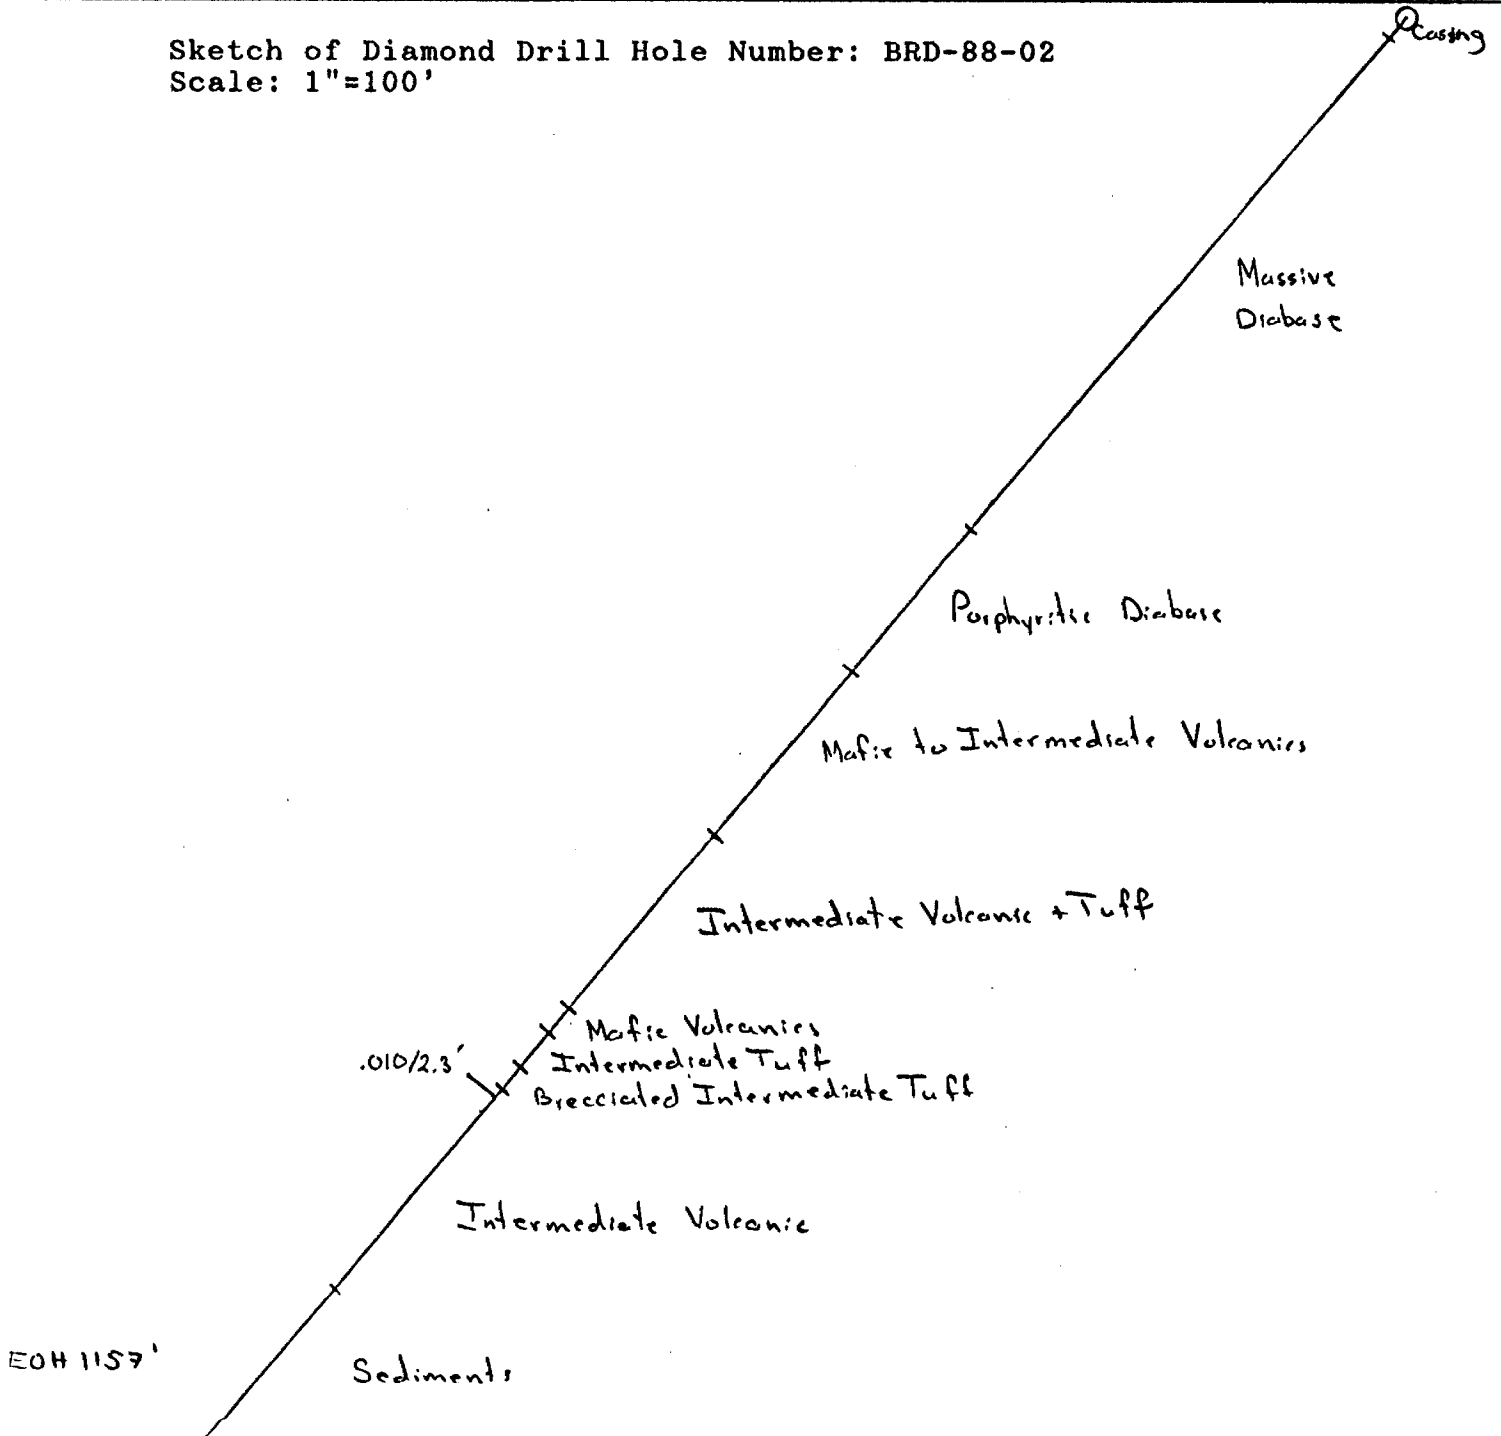 Sketch of Diamond Drill Hole Number: BRD-88-02
Scale: 1"=100'
Casing
Massive
Diabase
Porphyritic Diabase
Mafic to Intermediate Volcanics
Intermediate Volcanic + Tuff
Mafic Volcanics
.010/2.3'
Intermediate Tuff
Brecciated Intermediate Tuff
Intermediate Volcanic
EOH 1157'
Sediments